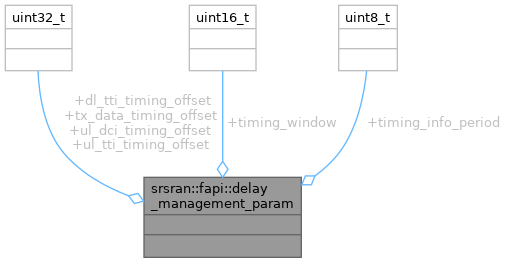 uint32_t
uint16_t
uint8_t
+dl_tti_timing_offset
+tx_data_timing_offset
+ul_dci_timing_offset
+ul_tti_timing_offset
+timing_window
+timing_info_period
srsran::fapi::delay
_management_param